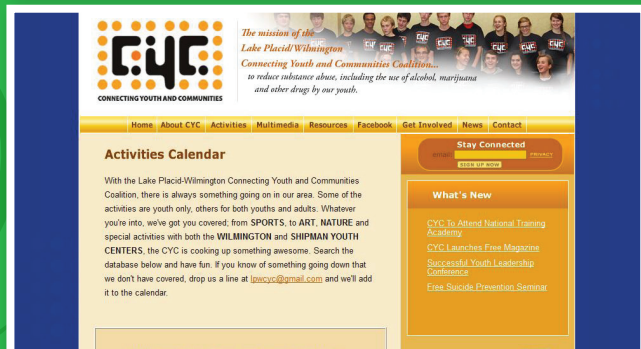 CYC
CONNECTING YOUTH AND COMMUNITIES
The mission of the
Lake Placid/Wilmington
Connecting Youth and Communities Coalition...
to reduce substance abuse, including the use of alcohol, marijuana
and other drugs by our youth.
Home About CYC Activities Multimedia Resources Facebook Get Involved News Contact
Activities Calendar
With the Lake Placid-Wilmington Connecting Youth and Communities
Coalition, there is always something going on in our area. Some of the
activities are youth only, others for both youths and adults. Whatever
you're into, we've got you covered; from SPORTS, to ART, NATURE and
special activities with both the WILMINGTON and SHIPMAN YOUTH
CENTERS, the CYC is cooking up something awesome. Search the
database below and have fun. If you know of something going down that
we don't have covered, drop us a line at lpwcyc@gmail.com and we'll add
it to the calendar.
Stay Connected
email: PRIVACY
SIGN UP NOW
What's New
CYC To Attend National Training
Academy
CYC Launches Free Magazine
Successful Youth Leadership
Conference
Free Suicide Prevention Seminar